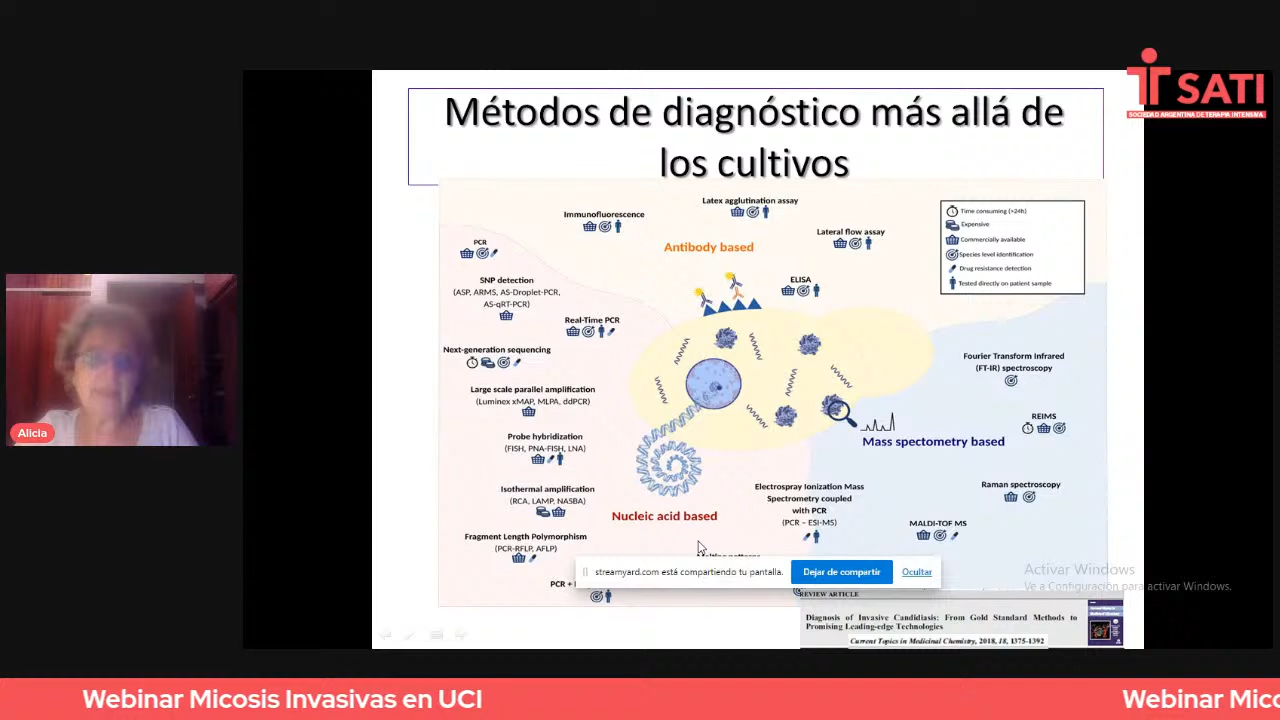 SATI
SOCIEDAD ARGENTINA DE TERAPIA INTENSIVA
Métodos de diagnóstico más allá de
los cultivos
Latex agglutination assay
Immunofluorescence
Lateral flow assay
Antibody based
PCR
ELISA
SNP detection
(ASP, ARMS, AS-Droplet-PCR,
AS-qRT-PCR)
Real-Time PCR
Time consuming (>24h)
Expensive
Commercially available
Species level identification
Drug resistance detection
Tested directly on patient sample
Next-generation sequencing
Large scale parallel amplification
(Luminex xMAP, MLPA, ddPCR)
Probe hybridization
(FISH, PNA-FISH, LNA)
Isothermal amplification
(RCA, LAMP, NASBA)
Nucleic acid based
Fragment Length Polymorphism
(PCR-RFLP, AFLP)
PCR +
Fourier Transform Infrared
(FT-IR) spectroscopy
REIMS
Mass spectometry based
Raman spectroscopy
Electrospray Ionization Mass
Spectrometry coupled
with PCR
(PCR – ESI-MS)
MALDI-TOF MS
streamyard.com está compartiendo tu pantalla.
Dejar de compartir
Ocultar
Activar Windows
Ve a Configuración para activar Windows.
REVIEW ARTICLE
Diagnosis of Invasive Candidiasis: From Gold Standard Methods to
Promising Leading-edge Technologies
Current Topics in Medicinal Chemistry, 2018, 18, 1375-1392
Alicia
Webinar Micosis Invasivas en UCI
Webinar Mico